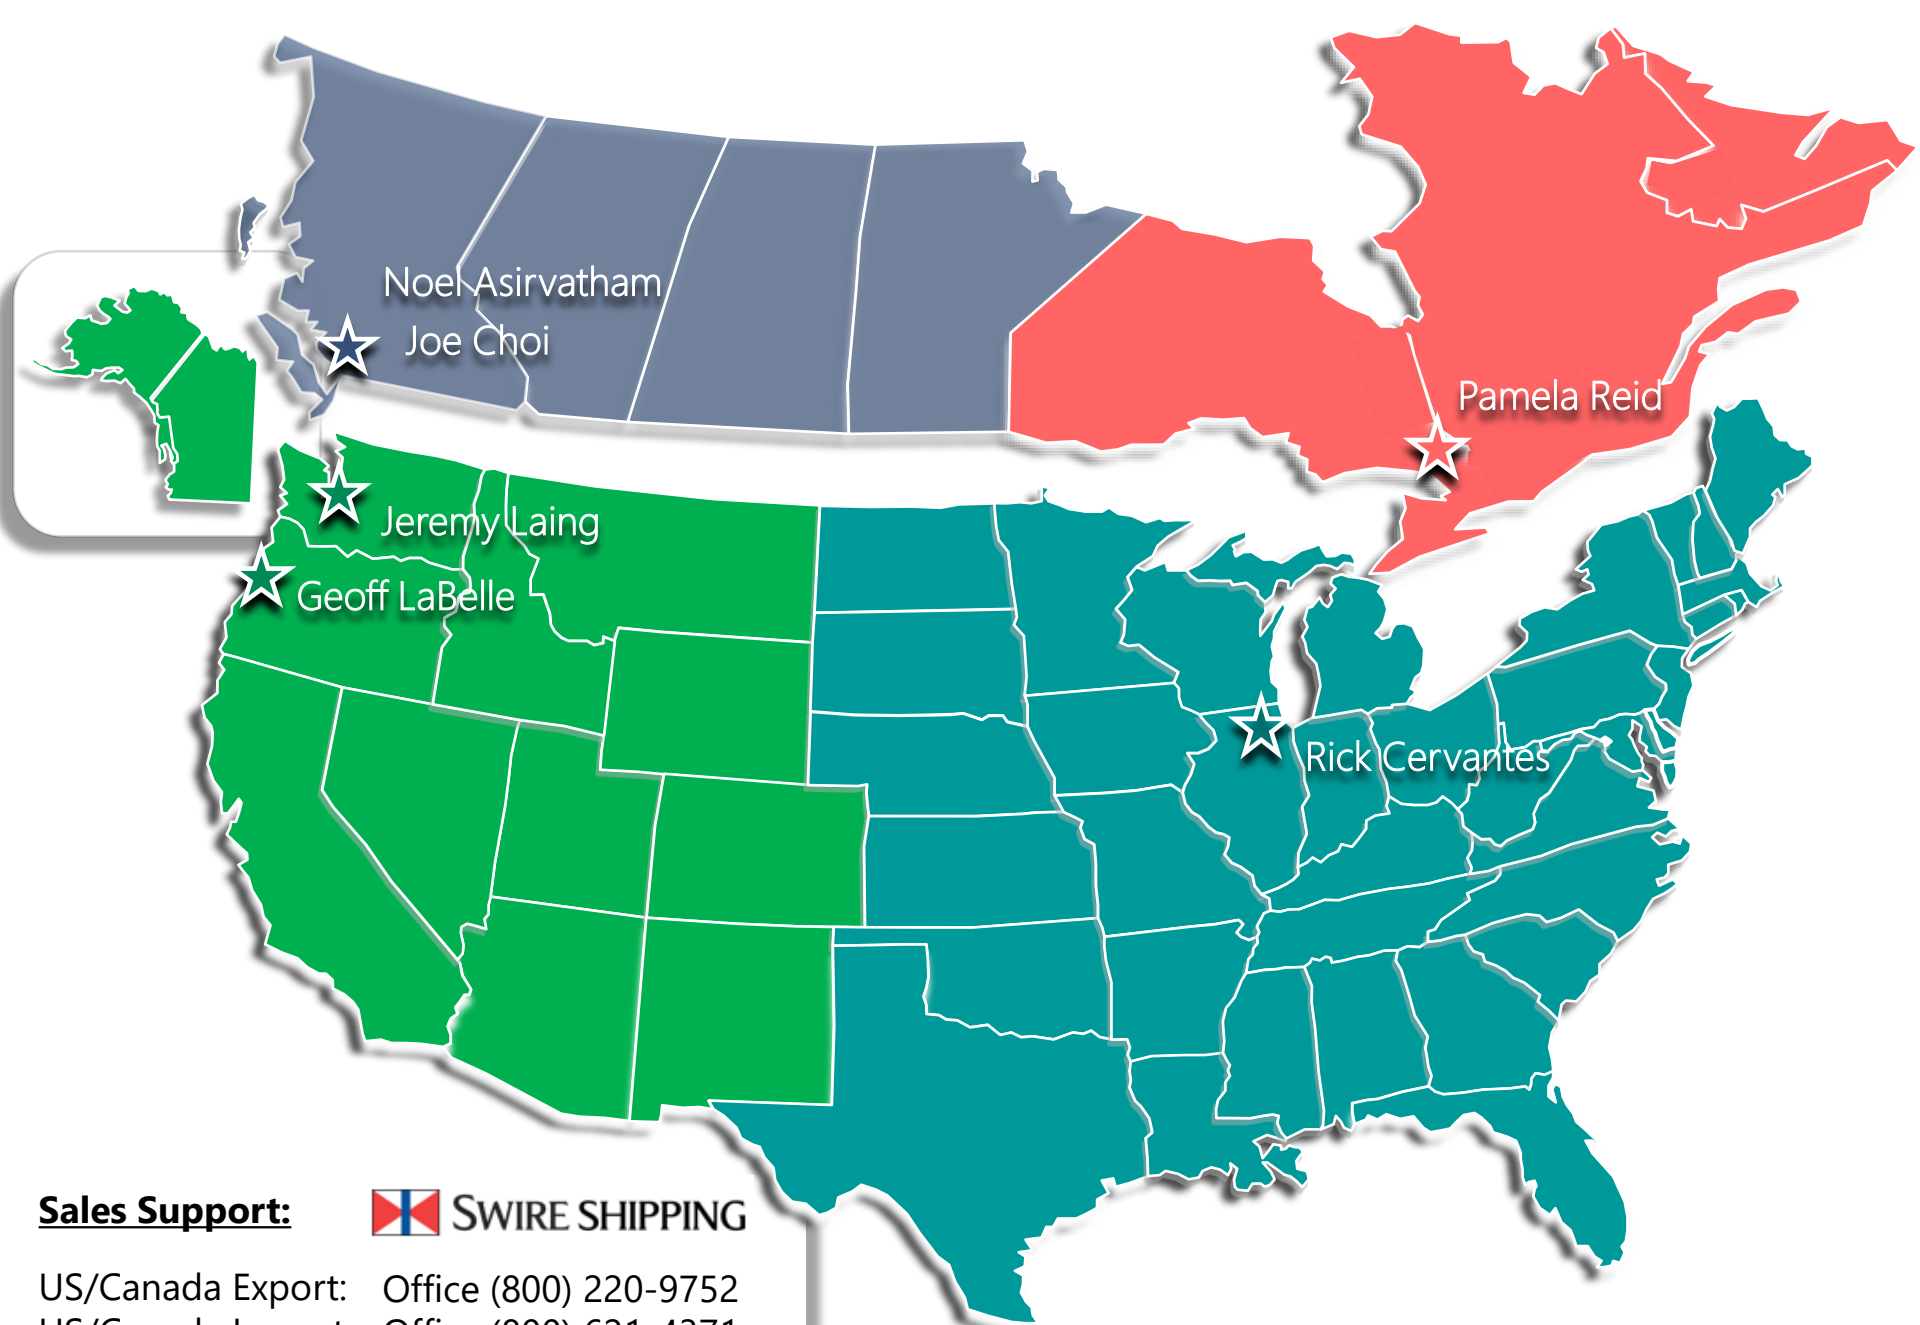 Noel Asirvatham
Joe Choi
Pamela Reid
Jeremy Laing
Geoff LaBelle
Rick Cervantes
Sales Support:
SWIRE SHIPPING
US/Canada Export: Office (800) 220-9752